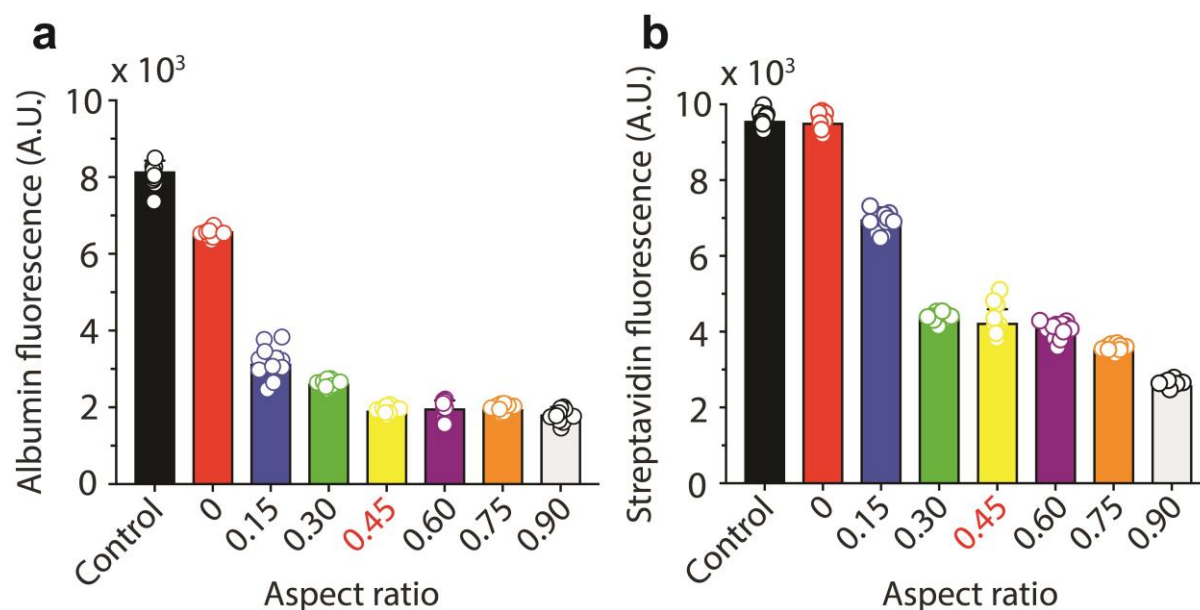 a
x 10³
Albumin fluorescence (A.U.)
10
8
6
4
2
0
Control
0
0.15
0.30
0.45
0.60
0.75
0.90
Aspect ratio
b
x 10³
Streptavidin fluorescence (A.U.)
10
8
6
4
2
0
Control
0
0.15
0.30
0.45
0.60
0.75
0.90
Aspect ratio